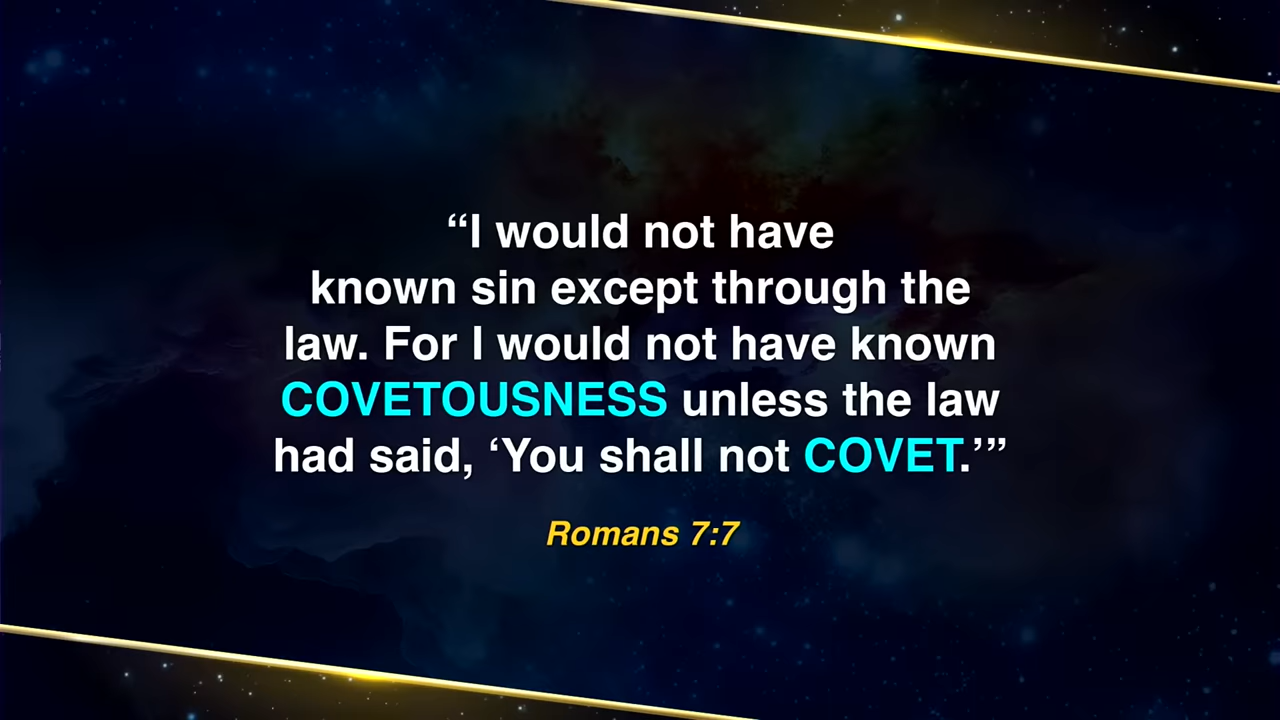 “I would not have
known sin except through the
law. For I would not have known
COVETOUSNESS unless the law
had said, ‘You shall not COVET.’”
Romans 7:7